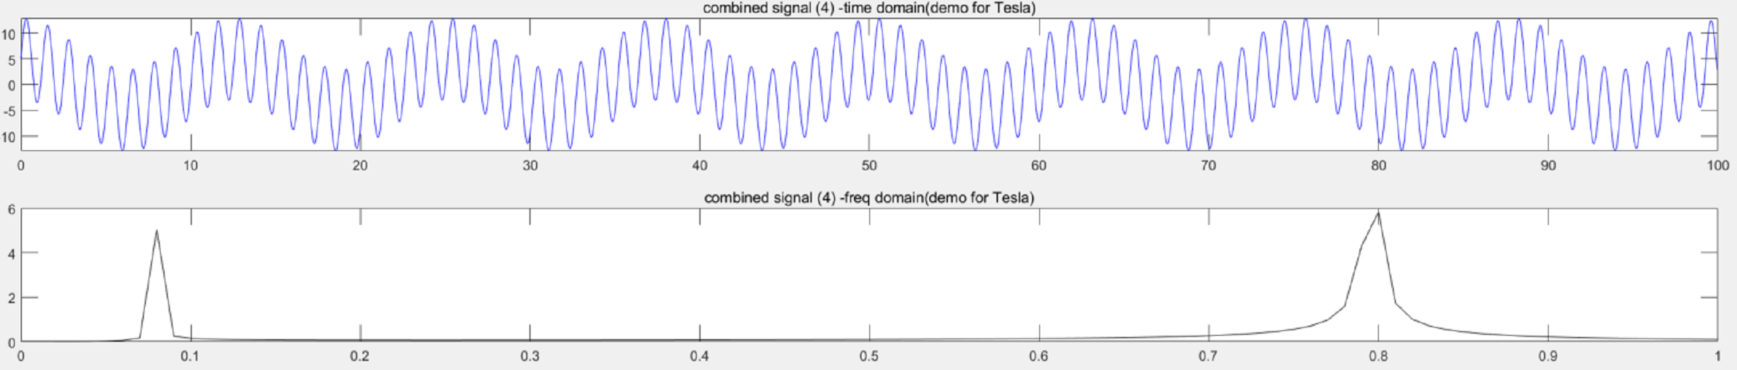 combined signal (4) -time domain(demo for Tesla)
10
5
0
-5
10
0 10 20 30 40 50 60 70 80 90 100
combined signal (4) -freq domain(demo for Tesla)
6
4
2
0
0 0.1 0.2 0.3 0.4 0.5 0.6 0.7 0.8 0.9 1